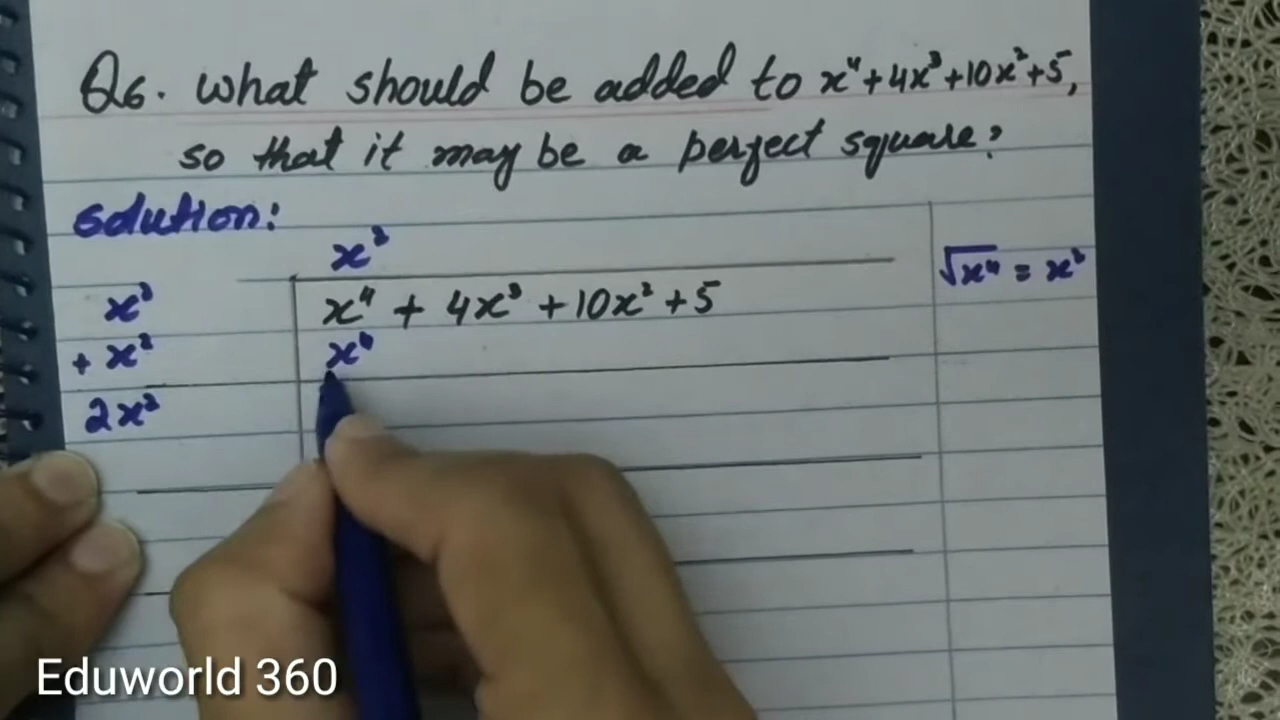 Q6. What should be added to x⁴+4x³+10x²+5,
so that it may be a perfect square?
Solution:
x²
x² x⁴ + 4x³ + 10x² + 5 √x⁴ = x²
+ x² x⁴
2x²
Eduworld 360